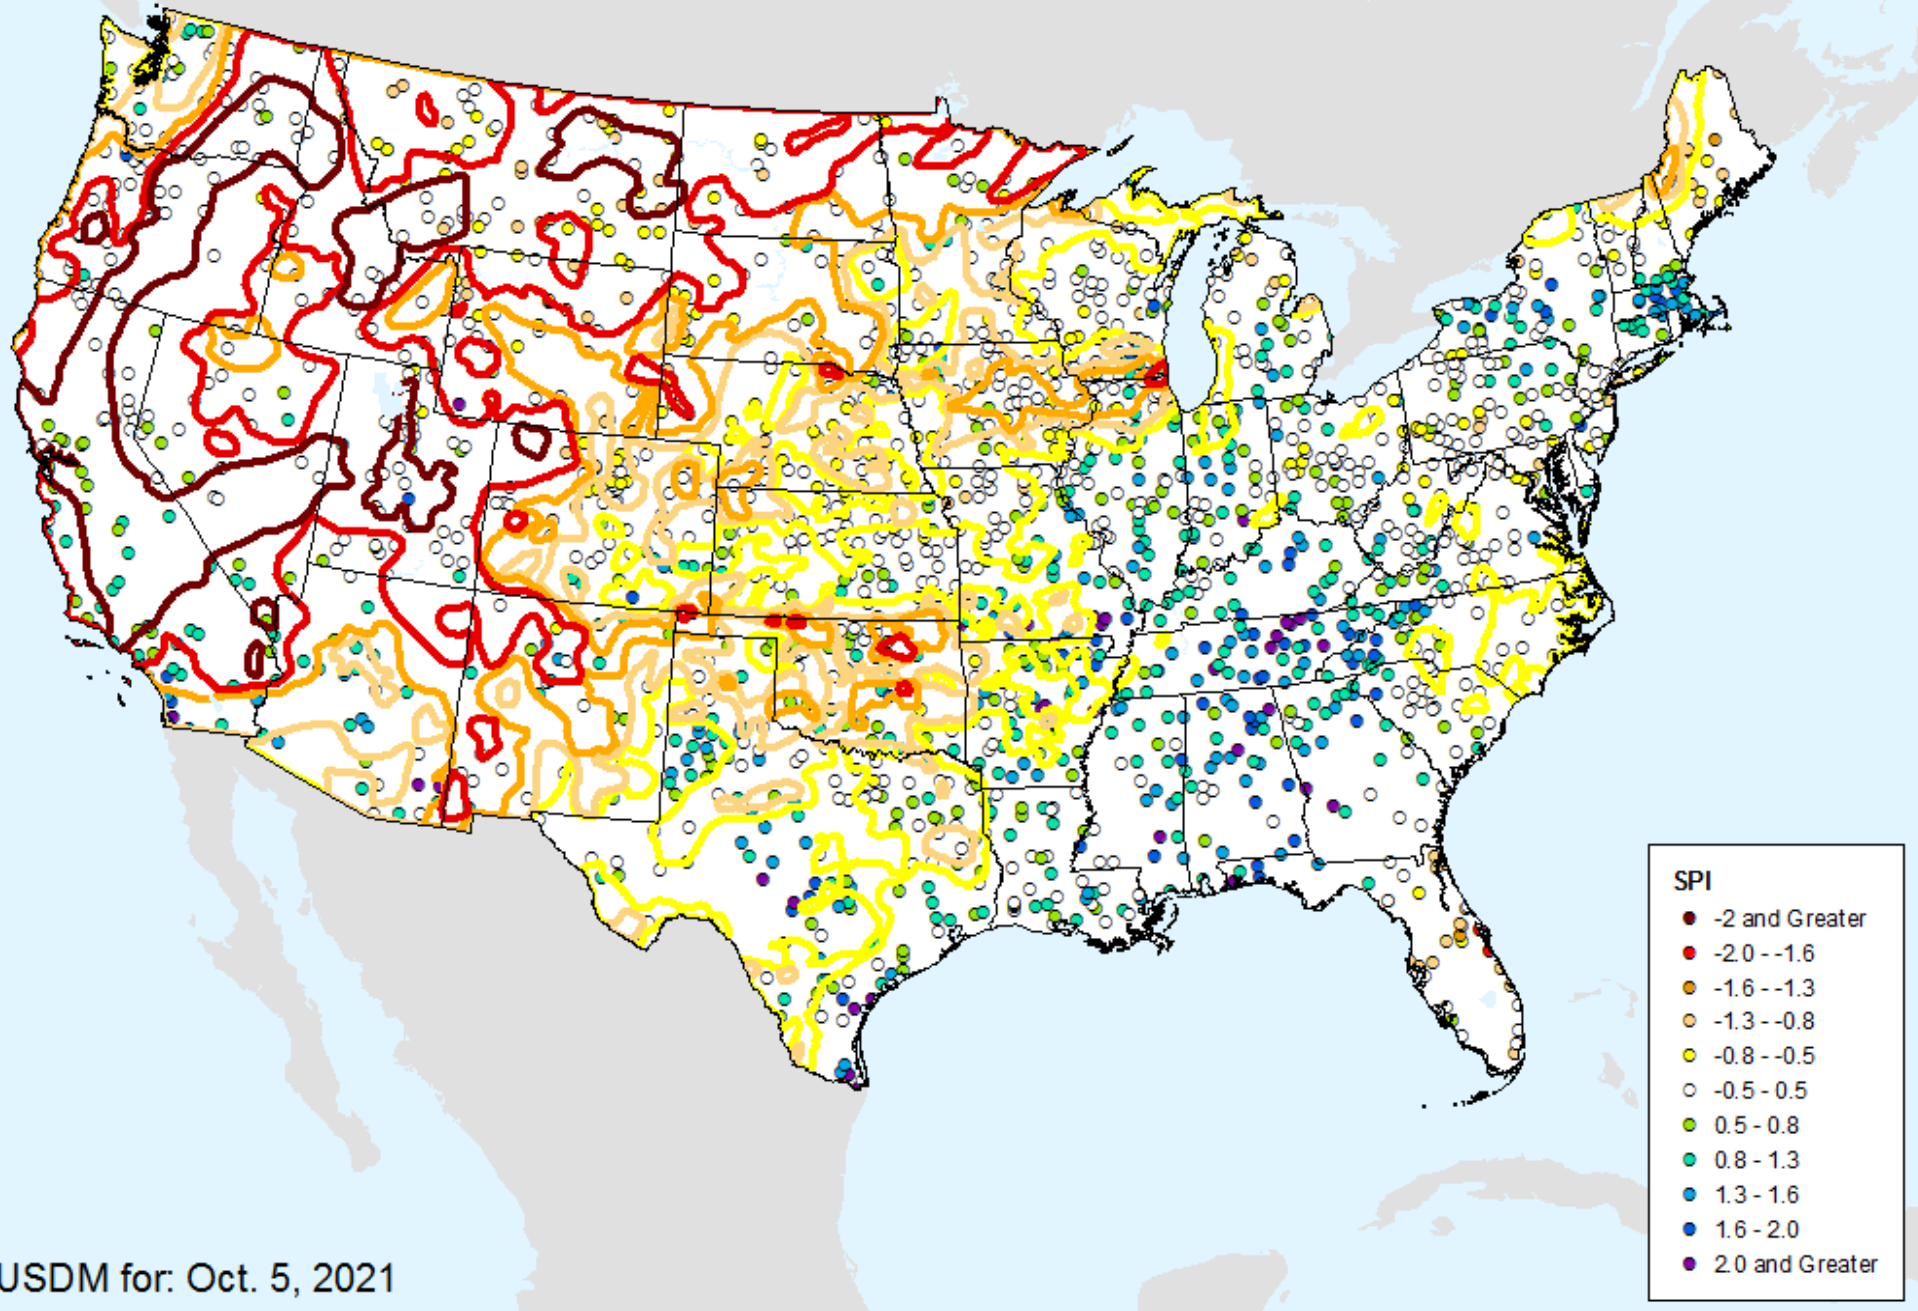 SPI
-2 and Greater
-2.0 - -1.6
-1.6 - -1.3
-1.3 - -0.8
-0.8 - -0.5
-0.5 - 0.5
0.5 - 0.8
0.8 - 1.3
1.3 - 1.6
1.6 - 2.0
2.0 and Greater
USDM for: Oct. 5, 2021